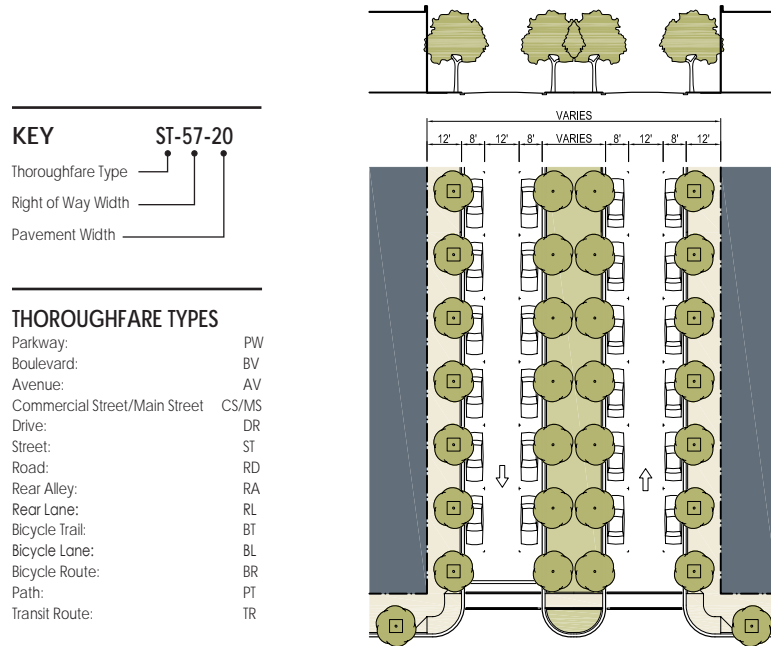 KEY ST-57-20
Thoroughfare Type
Right of Way Width
Pavement Width
THOROUGHFARE TYPES
Parkway: PW
Boulevard: BV
Avenue: AV
Commercial Street/Main Street CS/MS
Drive: DR
Street: ST
Road: RD
Rear Alley: RA
Rear Lane: RL
Bicycle Trail: BT
Bicycle Lane: BL
Bicycle Route: BR
Path: PT
Transit Route: TR
VARIES
12' 8' 12' 8' VARIES 8' 12' 8' 12'